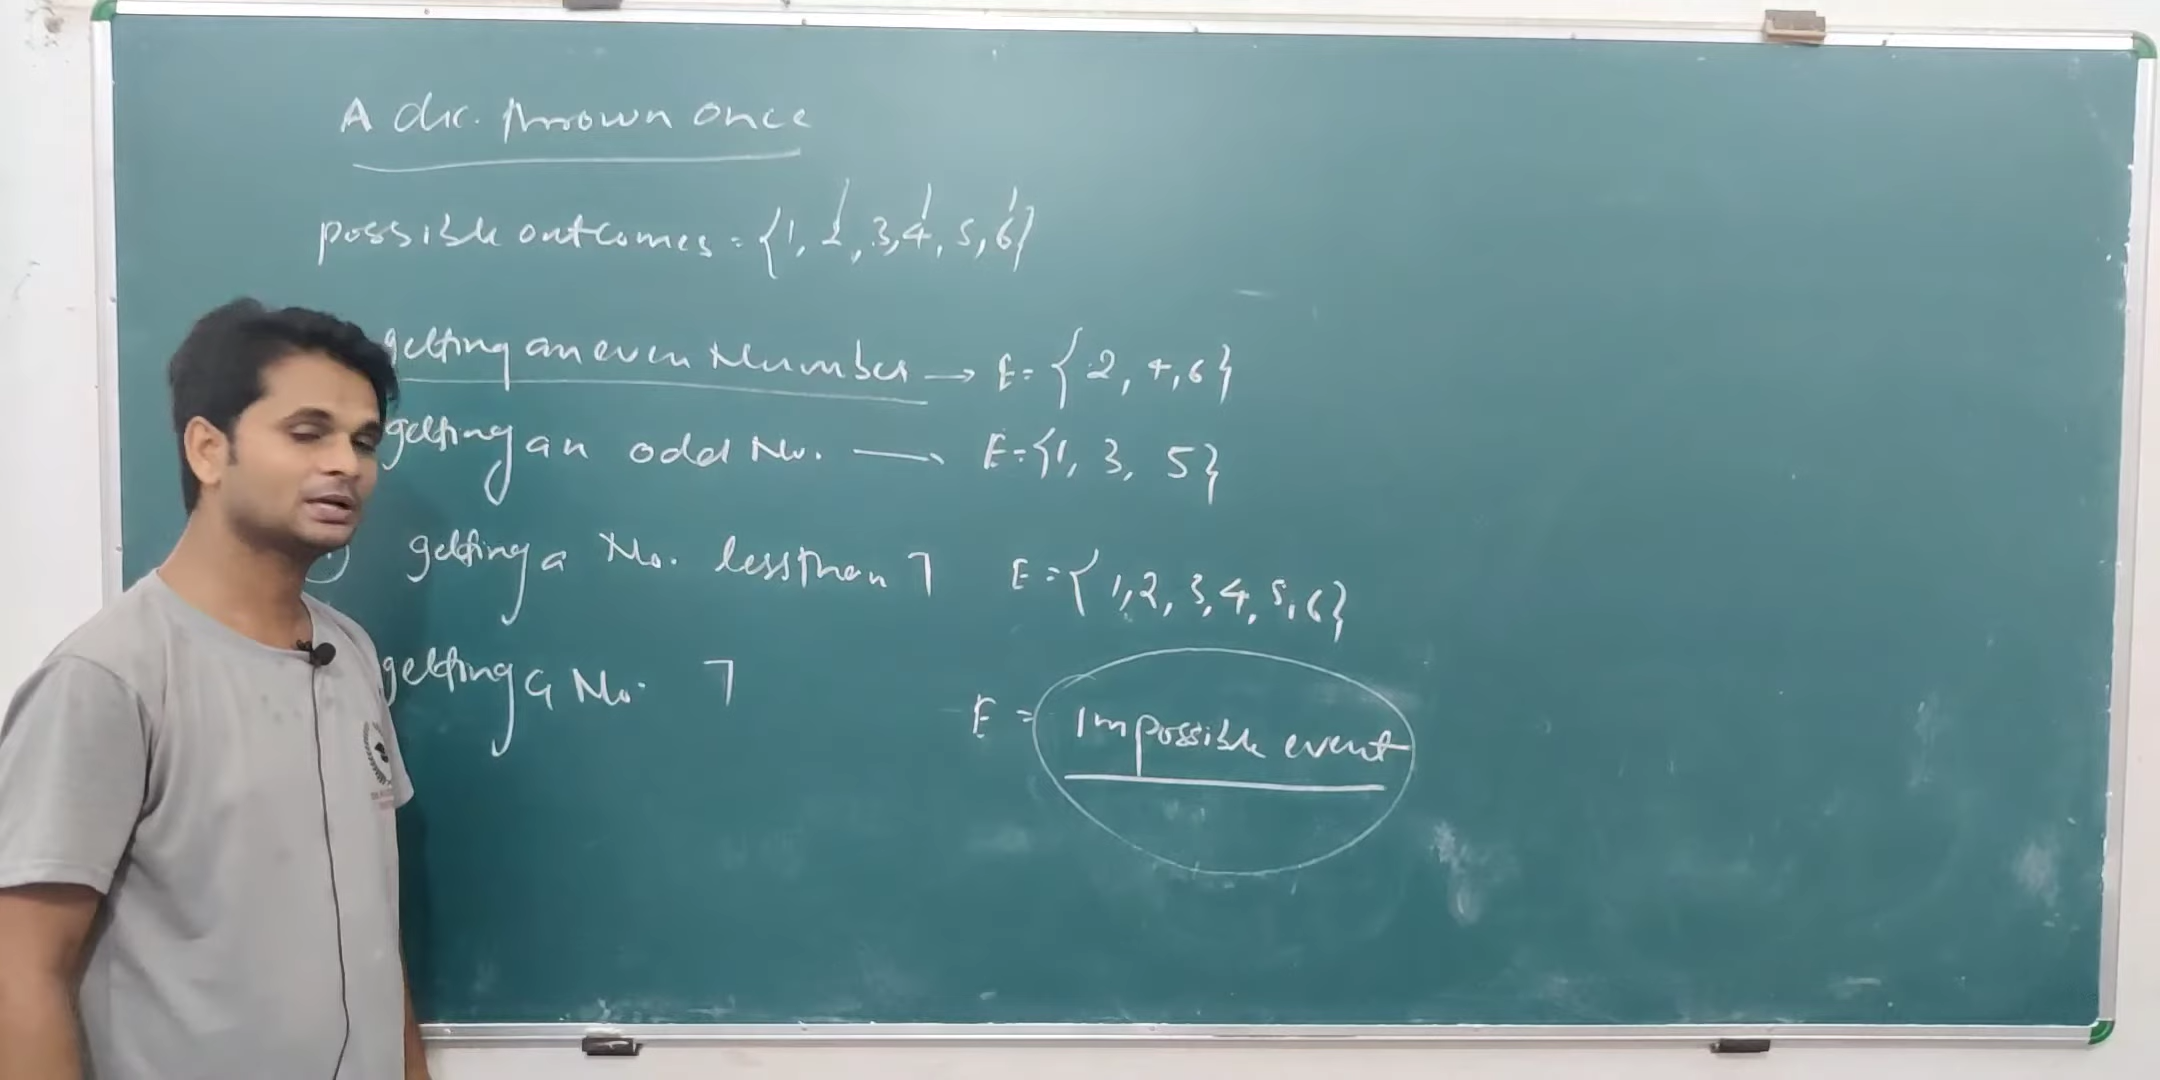 A die thrown once
possible outcomes = {1, 2, 3, 4, 5, 6}
getting an even Number → E = {2, 4, 6}
getting an odd No. → E = {1, 3, 5}
getting a No. less than 7 E = {1, 2, 3, 4, 5, 6}
getting a No. 7 E = Impossible event